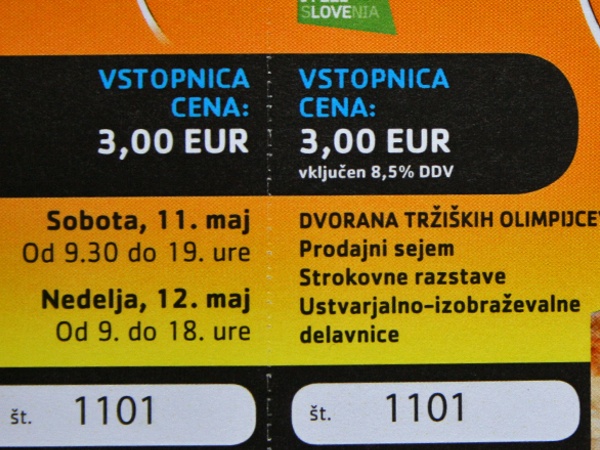 SLOVENIA
VSTOPNICA
CENA:
3,00 EUR
Sobota, 11. maj
Od 9.30 do 19. ure
Nedelja, 12. maj
Od 9. do 18. ure
št. 1101
VSTOPNICA
CENA:
3,00 EUR
vključen 8,5% DDV
DVORANA TRŽIŠKIH OLIMPIJCEV
Prodajni sejem
Strokovne razstave
Ustvarjalno-izobraževalne
delavnice
št. 1101